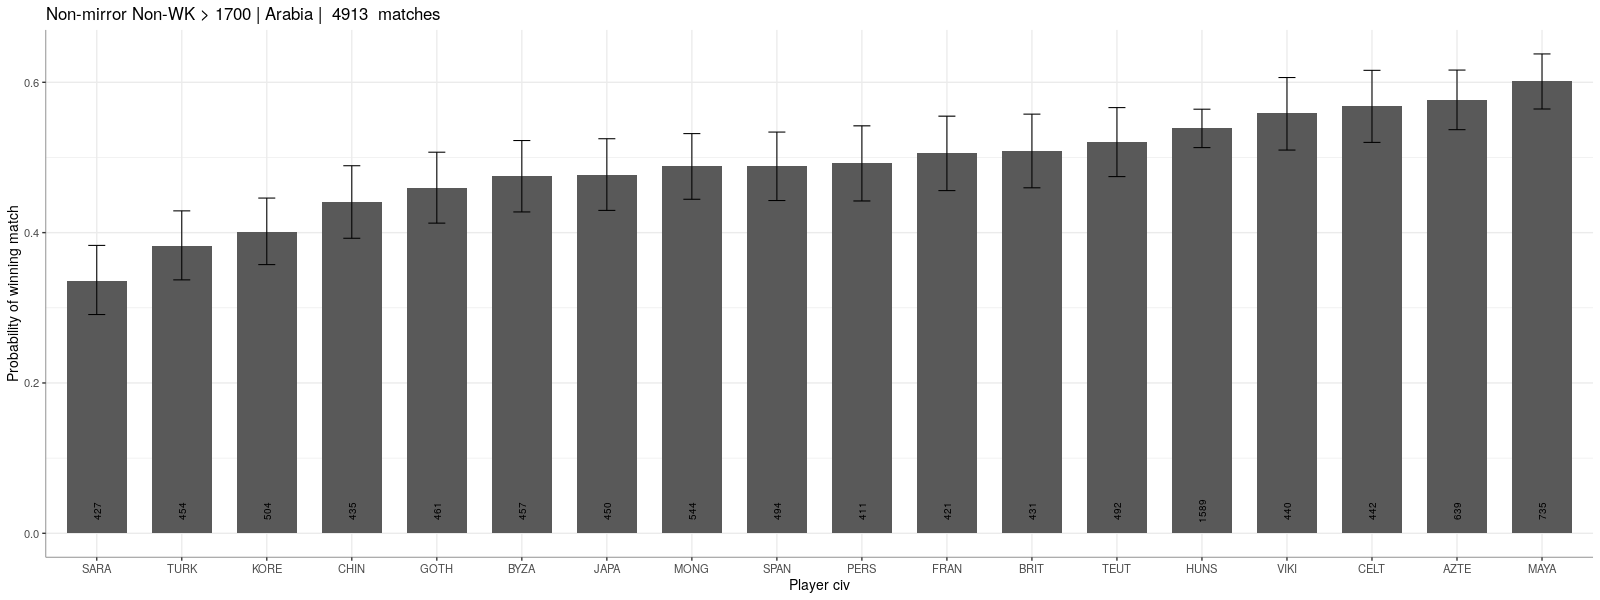 Non-mirror Non-WK > 1700 | Arabia | 4913 matches
Probability of winning match
0.6
0.4
0.2
0.0
427 454 504 435 461 457 450 544 494 411 421 431 492 1589 440 442 639 735
SARA TURK KORE CHIN GOTH BYZA JAPA MONG SPAN PERS FRAN BRIT TEUT HUNS VIKI CELT AZTE MAYA
Player civ